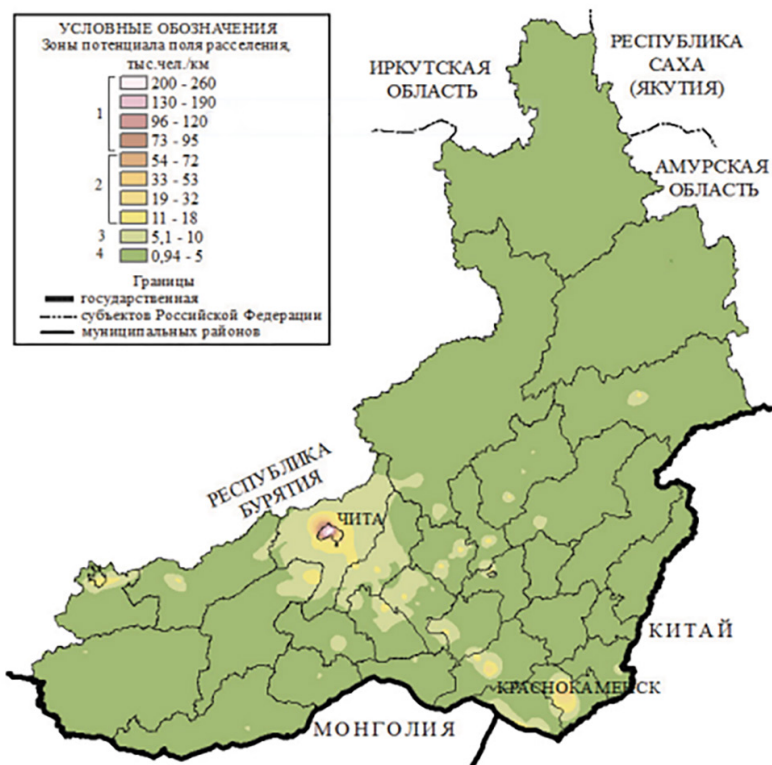 УСЛОВНЫЕ ОБОЗНАЧЕНИЯ
Зоны потенциала поля расселения,
тыс.чел./км
200 - 260
130 - 190
1
96 - 120
73 - 95
54 - 72
33 - 53
2
19 - 32
11 - 18
3 5,1 - 10
4 0,94 - 5
Границы
государственная
субъектов Российской Федерации
муниципальных районов
ИРКУТСКАЯ
ОБЛАСТЬ
РЕСПУБЛИКА
САХА
(ЯКУТИЯ)
АМУРСКАЯ
ОБЛАСТЬ
РЕСПУБЛИКА
БУРЯТИЯ
ЧИТА
КИТАЙ
КРАСНОКАМЕНСК
МОНГОЛИЯ